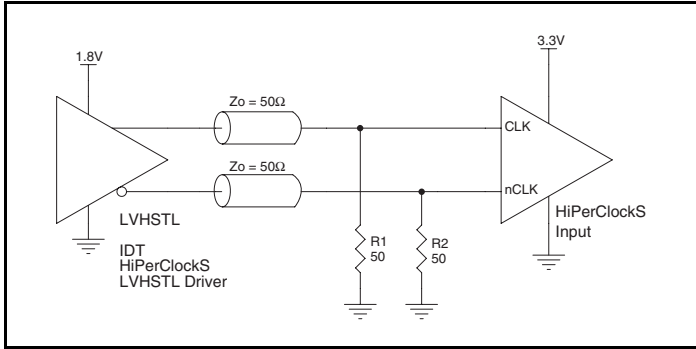 1.8V
3.3V
Zo = 50Ω
CLK
Zo = 50Ω
nCLK
LVHSTL
IDT
HiPerClockS
LVHSTL Driver
R1
50
R2
50
HiPerClockS
Input